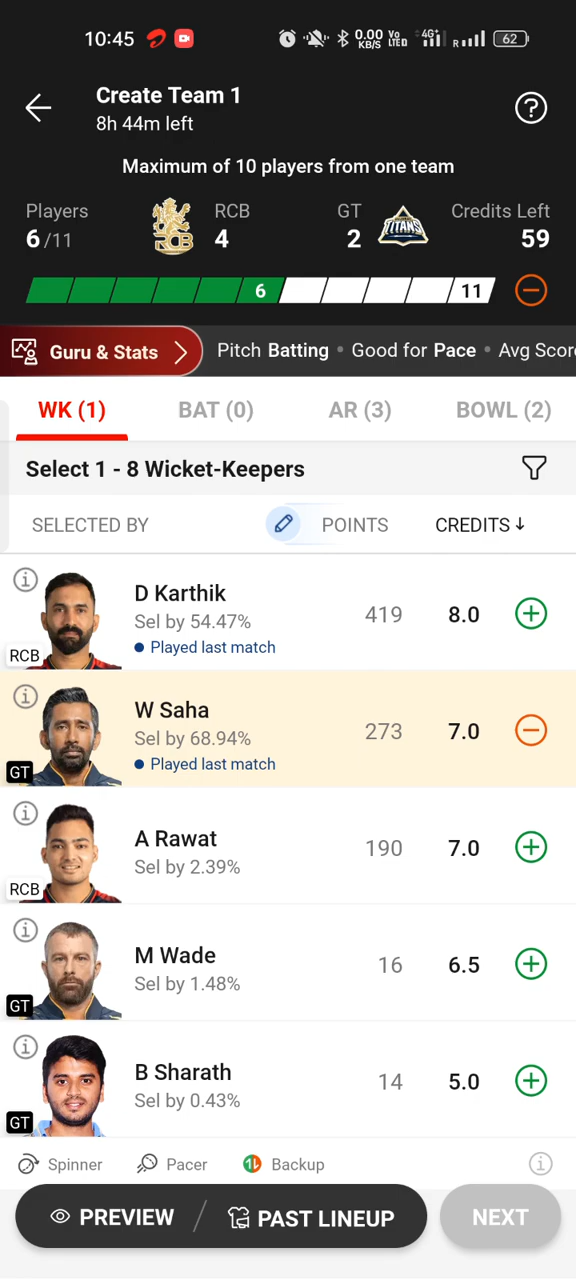 10:45 0.00 KB/S Vo LTED 4G+ R 62
Create Team 1
8h 44m left
Maximum of 10 players from one team
Players RCB GT Credits Left
6/11 RCB 4 2 TITANS 59
6 11
Guru & Stats Pitch Batting • Good for Pace • Avg Score
WK (1) BAT (0) AR (3) BOWL (2)
Select 1 - 8 Wicket-Keepers
SELECTED BY POINTS CREDITS ↓
D Karthik
Sel by 54.47% 419 8.0
Played last match
RCB
W Saha
Sel by 68.94% 273 7.0
Played last match
GT
A Rawat
Sel by 2.39% 190 7.0
RCB
M Wade
Sel by 1.48% 16 6.5
GT
B Sharath
Sel by 0.43% 14 5.0
GT
Spinner Pacer Backup
PREVIEW / PAST LINEUP NEXT